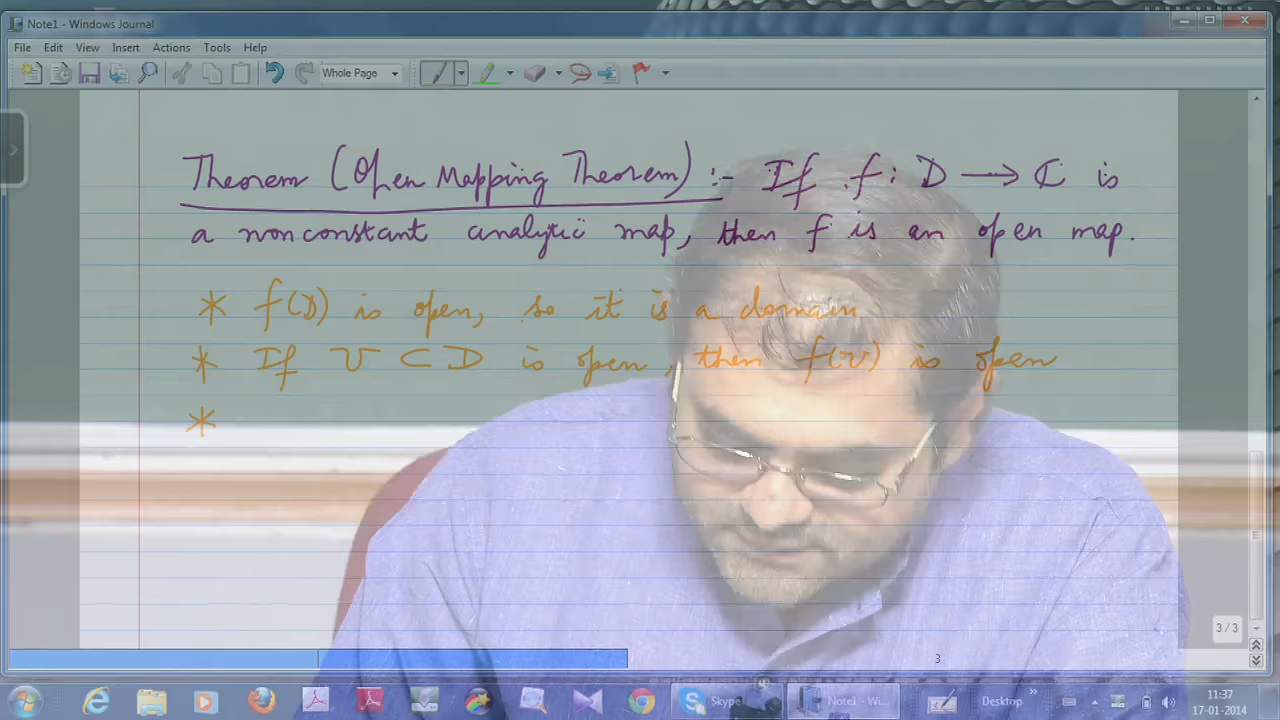 Note1 - Windows Journal
File Edit View Insert Actions Tools Help
Whole Page
Theorem (Open Mapping Theorem) :- If f : D → ℂ is
a nonconstant analytic map, then f is an open map.
* f(D) is open, so it is a domain
* If V ⊂ D is open, then f(V) is open
*
3 / 3
3
Skype
Note1 - Wi...
Desktop
11:37
17-01-2014